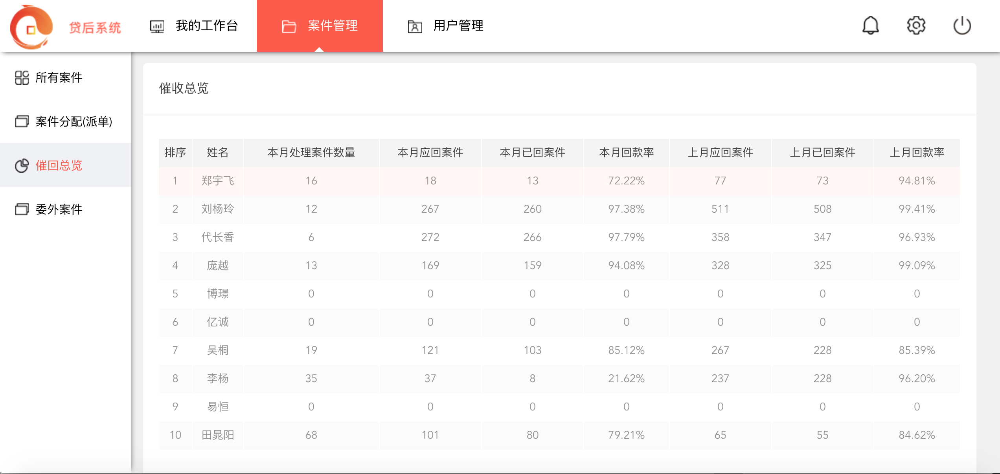 贷后系统 我的工作台 案件管理 用户管理
所有案件
案件分配(派单)
催回总览
委外案件
催收总览
排序 姓名 本月处理案件数量 本月应回案件 本月已回案件 本月回款率 上月应回案件 上月已回案件 上月回款率
1 郑宇飞 16 18 13 72.22% 77 73 94.81%
2 刘杨玲 12 267 260 97.38% 511 508 99.41%
3 代长香 6 272 266 97.79% 358 347 96.93%
4 庞越 13 169 159 94.08% 328 325 99.09%
5 博璟 0 0 0 0 0 0 0
6 亿诚 0 0 0 0 0 0 0
7 吴桐 19 121 103 85.12% 267 228 85.39%
8 李杨 35 37 8 21.62% 237 228 96.20%
9 易恒 0 0 0 0 0 0 0
10 田晁阳 68 101 80 79.21% 65 55 84.62%